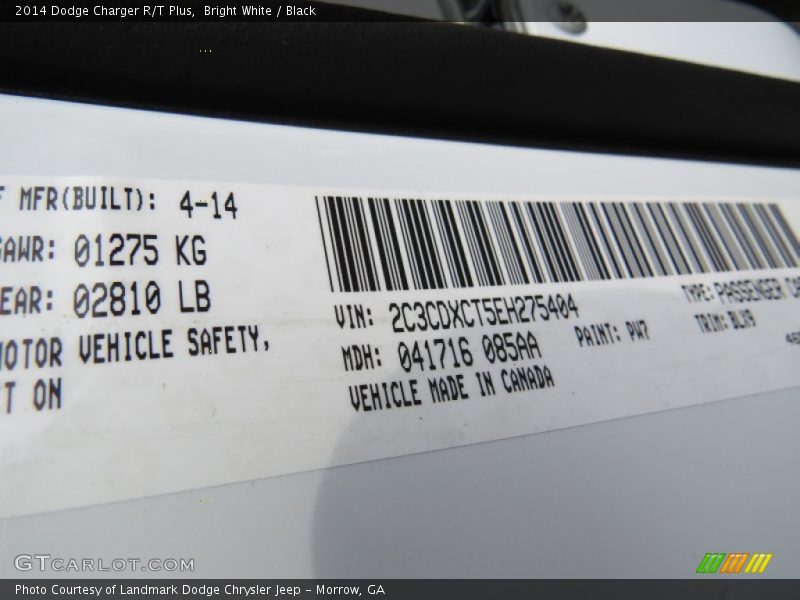 2014 Dodge Charger R/T Plus, Bright White / Black
MFR(BUILT): 4-14
GAWR: 01275 KG
REAR: 02810 LB
MOTOR VEHICLE SAFETY,
ON
VIN: 2C3CDXCT5EH275404
TYPE: PASSENGER CAR
MDH: 041716 085AA
PAINT: PW7
TRIM: BLX9
VEHICLE MADE IN CANADA
GTCARLOT.COM
Photo Courtesy of Landmark Dodge Chrysler Jeep - Morrow, GA